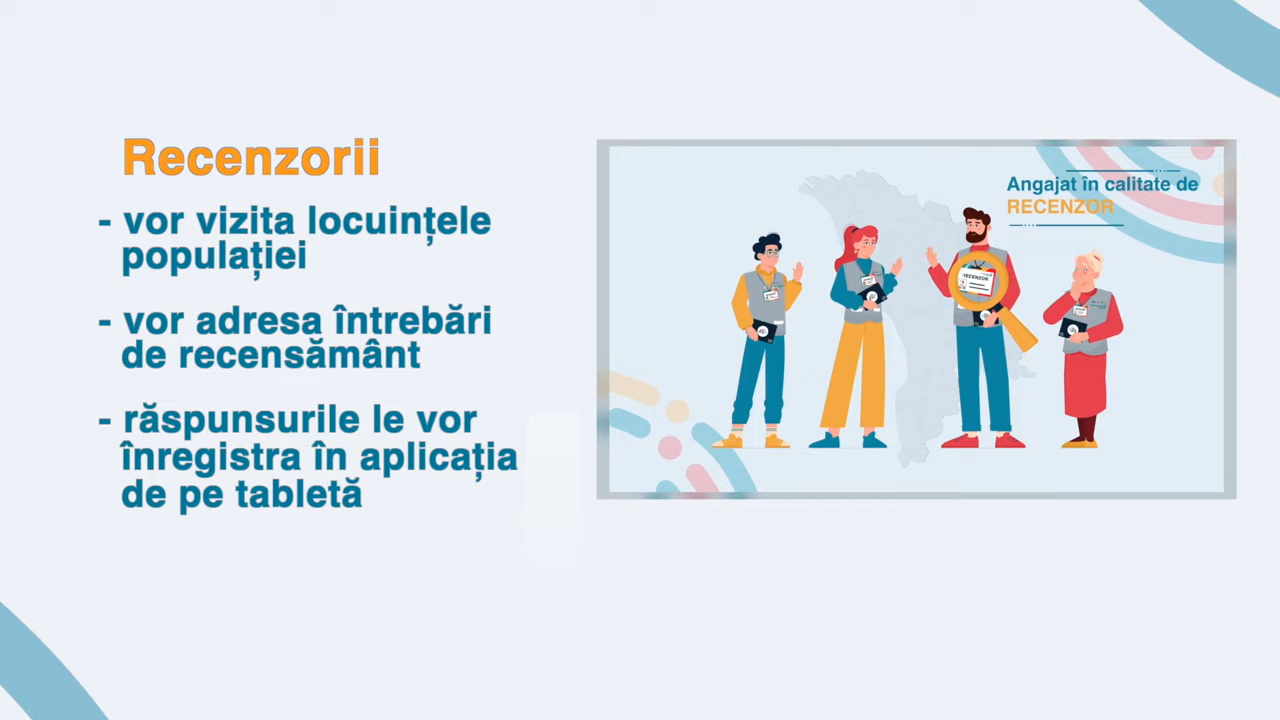 Recenzorii
- vor vizita locuințele
populației
- vor adresa întrebări
de recensământ
- răspunsurile le vor
înregistra în aplicația
de pe tabletă
Angajat în calitate de
RECENZOR
RECENZOR